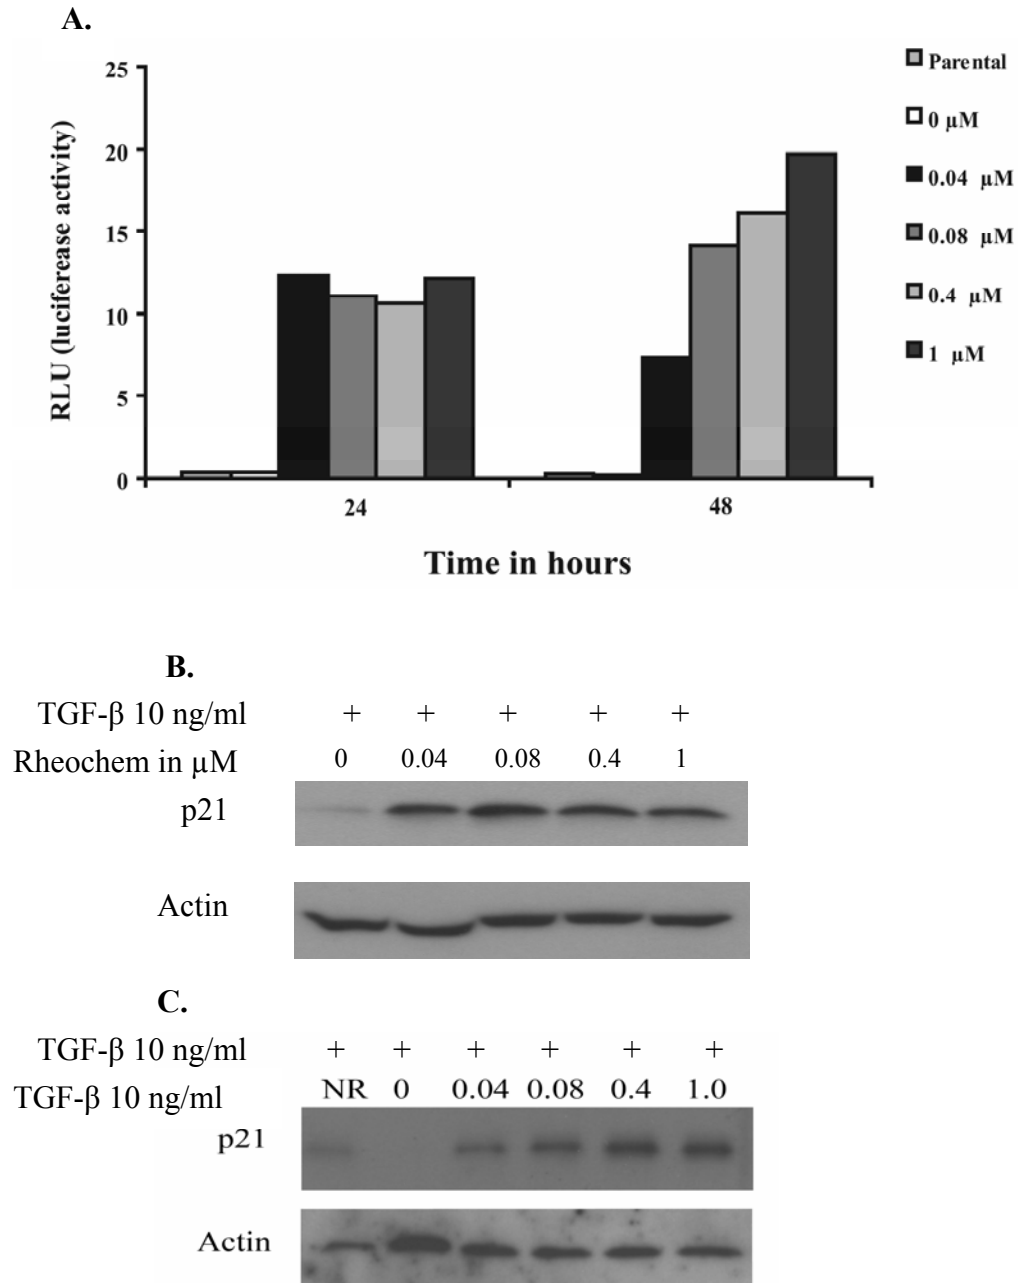 A.
25
20
15
10
5
0
RLU (luciferease activity)
24
48
Time in hours
Parental
0 µM
0.04 µM
0.08 µM
0.4 µM
1 µM
B.
TGF-β 10 ng/ml + + + + +
Rheochem in µM 0 0.04 0.08 0.4 1
p21
Actin
C.
TGF-β 10 ng/ml + + + + + +
TGF-β 10 ng/ml NR 0 0.04 0.08 0.4 1.0
p21
Actin